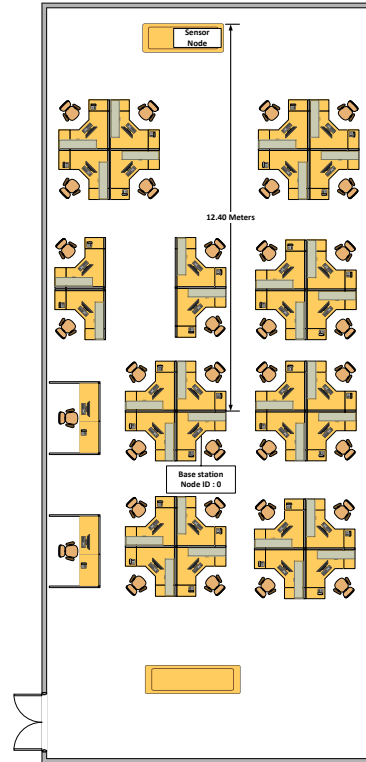 Sensor
Node
12.40 Meters
Base station
Node ID : 0